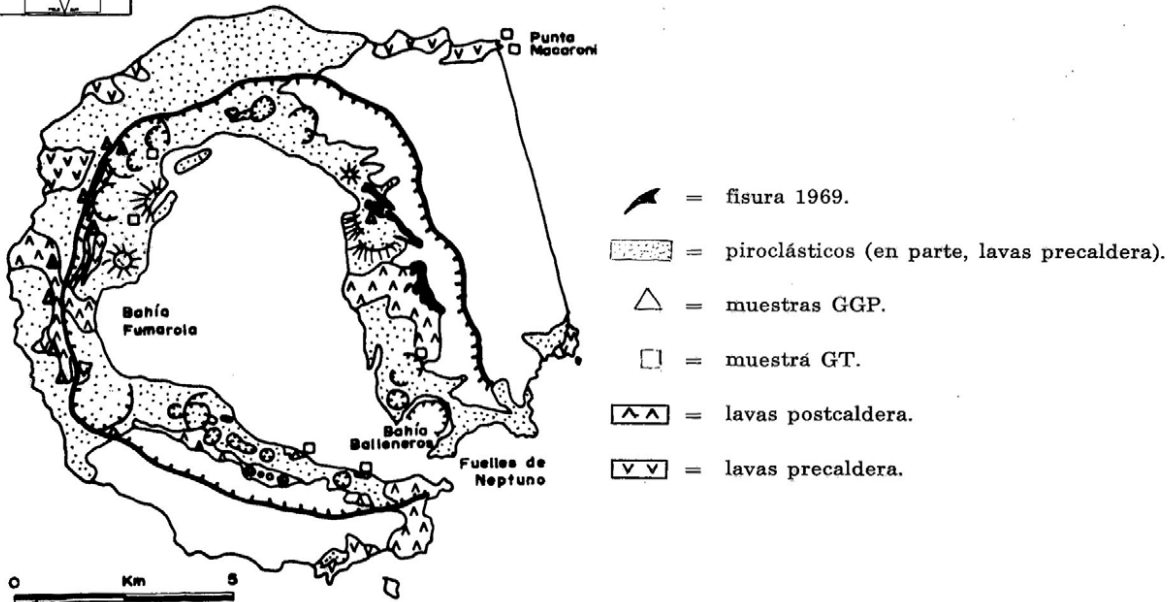 Punta
Macaroni
Bahía
Fumarola
Bahía
Balleneros
Fuelles de
Neptuno
0 Km 5
= fisura 1969.
= piroclásticos (en parte, lavas precaldera).
= muestras GGP.
= muestrá GT.
= lavas postcaldera.
= lavas precaldera.